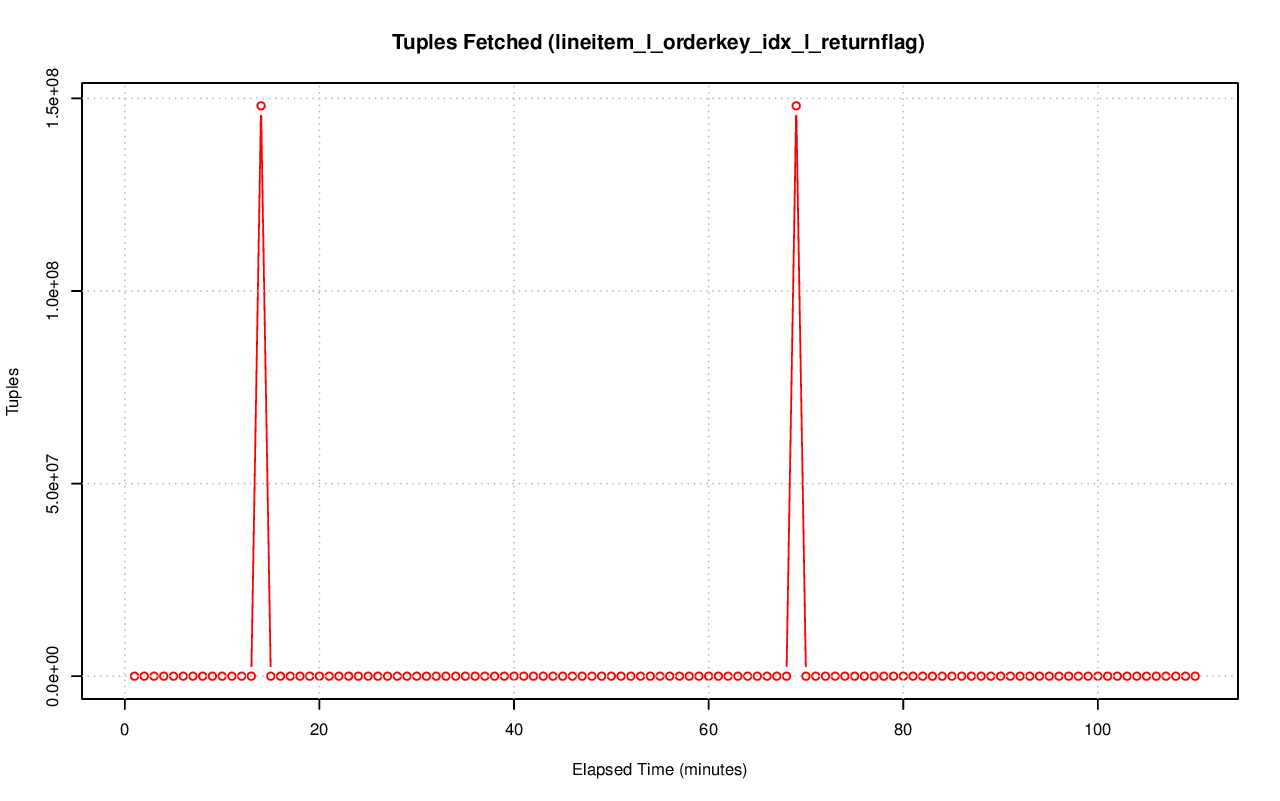 Tuples Fetched (lineitem_l_orderkey_idx_l_returnflag)
Tuples
1.5e+08
1.0e+08
5.0e+07
0.0e+00
0 20 40 60 80 100
Elapsed Time (minutes)